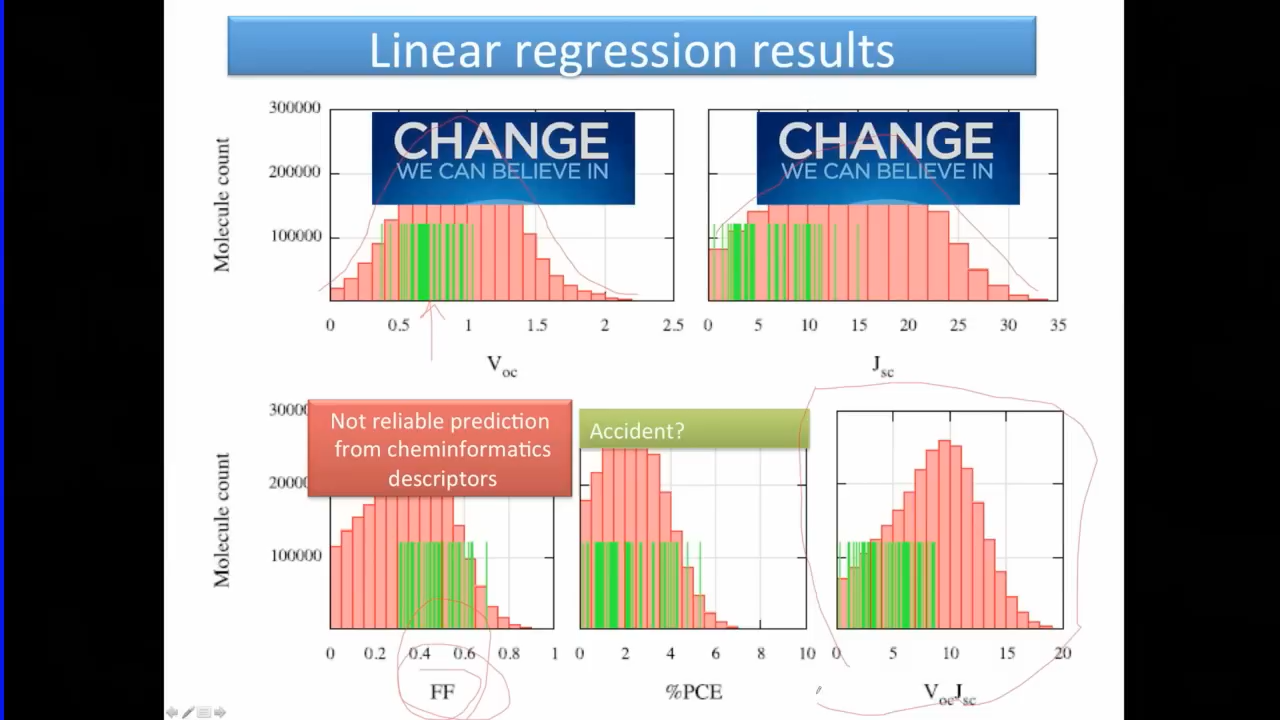 Linear regression results
300000
200000
100000
Molecule count
CHANGE
WE CAN BELIEVE IN
0 0.5 1 1.5 2 2.5
Voc
CHANGE
WE CAN BELIEVE IN
0 5 10 15 20 25 30 35
Jsc
Molecule count
100000
Not reliable prediction
from cheminformatics
descriptors
0 0.2 0.4 0.6 0.8 1
FF
Accident?
0 2 4 6 8 10
%PCE
0 5 10 15 20
VocJsc